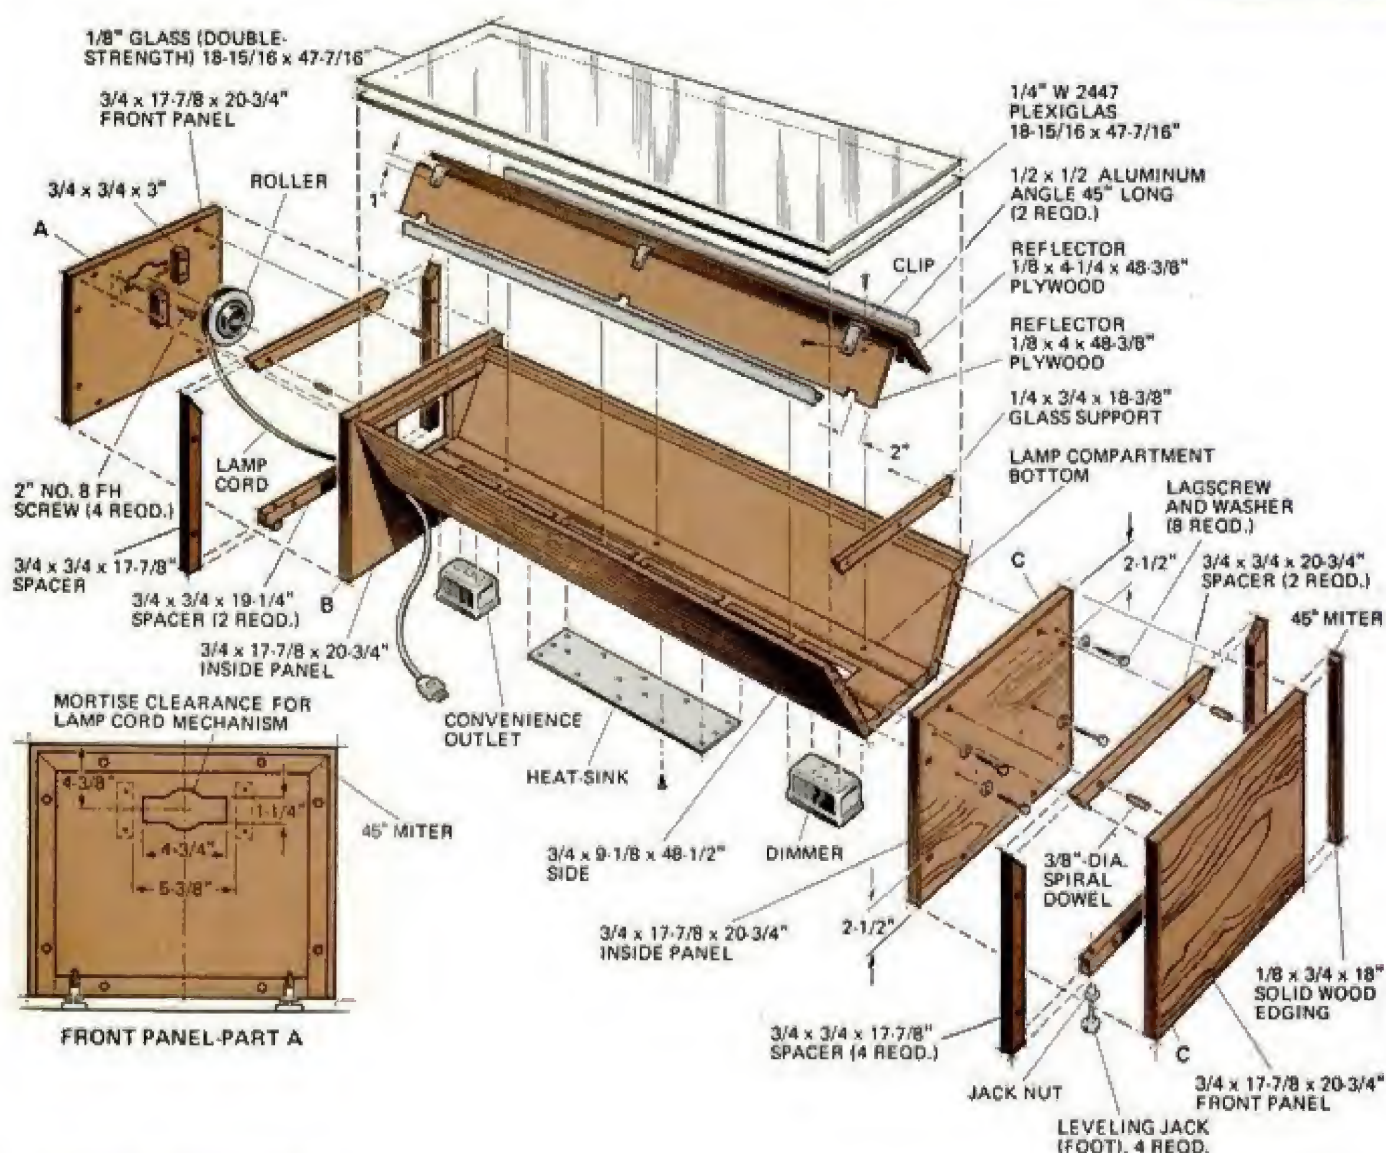 1/8" GLASS (DOUBLE-
STRENGTH) 18-15/16 x 47-7/16"
3/4 x 17-7/8 x 20-3/4"
FRONT PANEL
3/4 x 3/4 x 3"
ROLLER
A
1"
1/4" W 2447
PLEXIGLAS
18-15/16 x 47-7/16"
1/2 x 1/2 ALUMINUM
ANGLE 45" LONG
(2 REQD.)
CLIP
REFLECTOR
1/8 x 4-1/4 x 48-3/8"
PLYWOOD
REFLECTOR
1/8 x 4 x 48-3/8"
PLYWOOD
1/4 x 3/4 x 18-3/8"
GLASS SUPPORT
2"
LAMP COMPARTMENT
BOTTOM
LAGSCREW
AND WASHER
(8 REQD.)
2-1/2"
3/4 x 3/4 x 20-3/4"
SPACER (2 REQD.)
45° MITER
C
LAMP
CORD
2" NO. 8 FH
SCREW (4 REQD.)
3/4 x 3/4 x 17-7/8"
SPACER
3/4 x 3/4 x 19-1/4"
SPACER (2 REQD.)
B
3/4 x 17-7/8 x 20-3/4"
INSIDE PANEL
CONVENIENCE
OUTLET
HEAT-SINK
DIMMER
3/4 x 9-1/8 x 48-1/2"
SIDE
3/4 x 17-7/8 x 20-3/4"
INSIDE PANEL
2-1/2"
3/8"-DIA.
SPIRAL
DOWEL
3/4 x 3/4 x 17-7/8"
SPACER (4 REQD.)
JACK NUT
LEVELING JACK
(FOOT), 4 REQD.
C
1/8 x 3/4 x 18"
SOLID WOOD
EDGING
3/4 x 17-7/8 x 20-3/4"
FRONT PANEL
MORTISE CLEARANCE FOR
LAMP CORD MECHANISM
4-3/8"
1-1/4"
4-3/4"
5-3/8"
45° MITER
FRONT PANEL-PART A